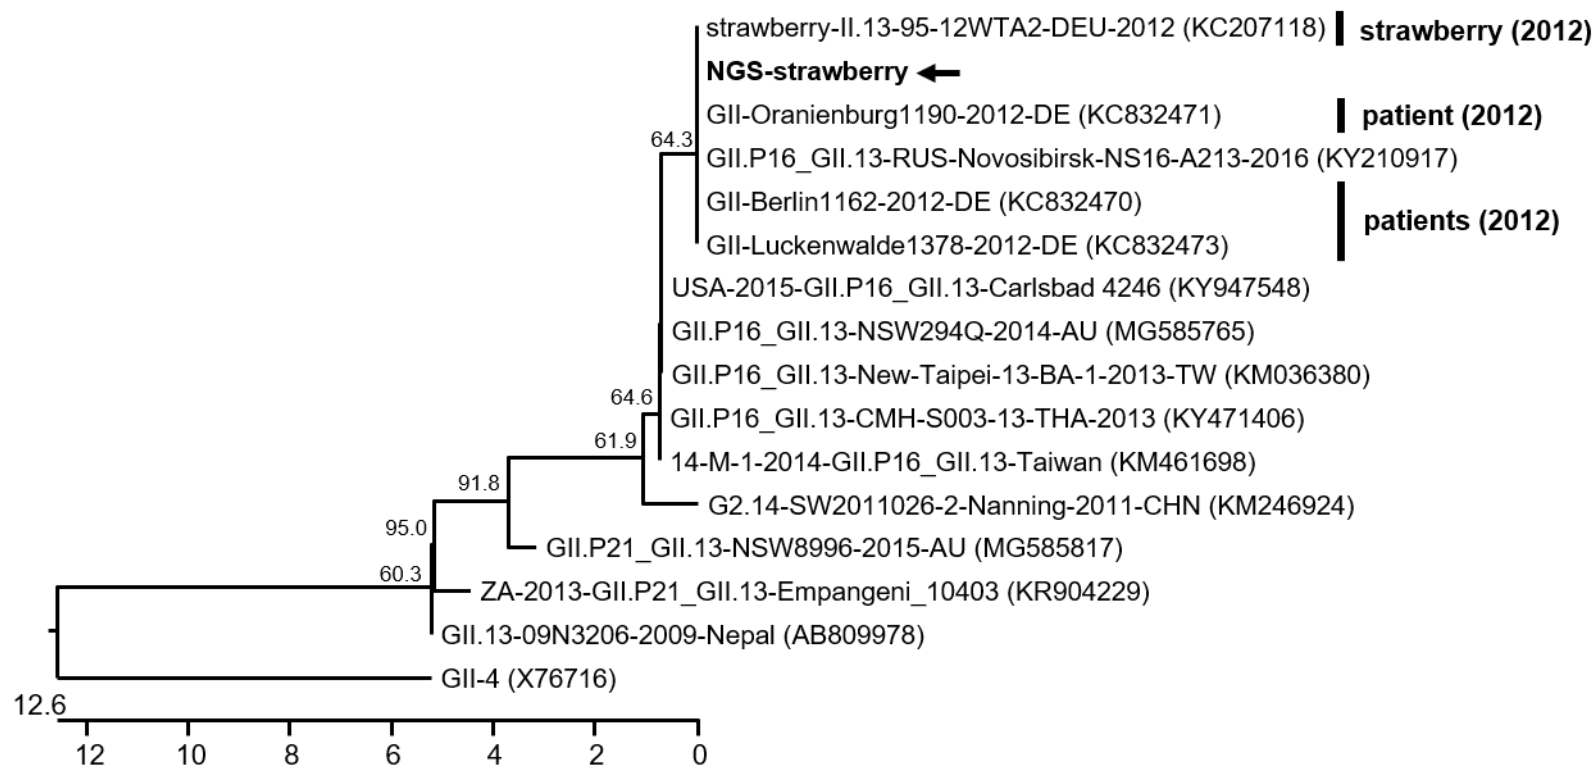 strawberry-II.13-95-12WTA2-DEU-2012 (KC207118) strawberry (2012)
NGS-strawberry
GII-Oranienburg1190-2012-DE (KC832471) patient (2012)
64.3
GII.P16_GII.13-RUS-Novosibirsk-NS16-A213-2016 (KY210917)
GII-Berlin1162-2012-DE (KC832470)
patients (2012)
GII-Luckenwalde1378-2012-DE (KC832473)
USA-2015-GII.P16_GII.13-Carlsbad 4246 (KY947548)
GII.P16_GII.13-NSW294Q-2014-AU (MG585765)
GII.P16_GII.13-New-Taipei-13-BA-1-2013-TW (KM036380)
64.6
GII.P16_GII.13-CMH-S003-13-THA-2013 (KY471406)
61.9
14-M-1-2014-GII.P16_GII.13-Taiwan (KM461698)
91.8
G2.14-SW2011026-2-Nanning-2011-CHN (KM246924)
95.0
GII.P21_GII.13-NSW8996-2015-AU (MG585817)
60.3
ZA-2013-GII.P21_GII.13-Empangeni_10403 (KR904229)
GII.13-09N3206-2009-Nepal (AB809978)
GII-4 (X76716)
12.6
12 10 8 6 4 2 0